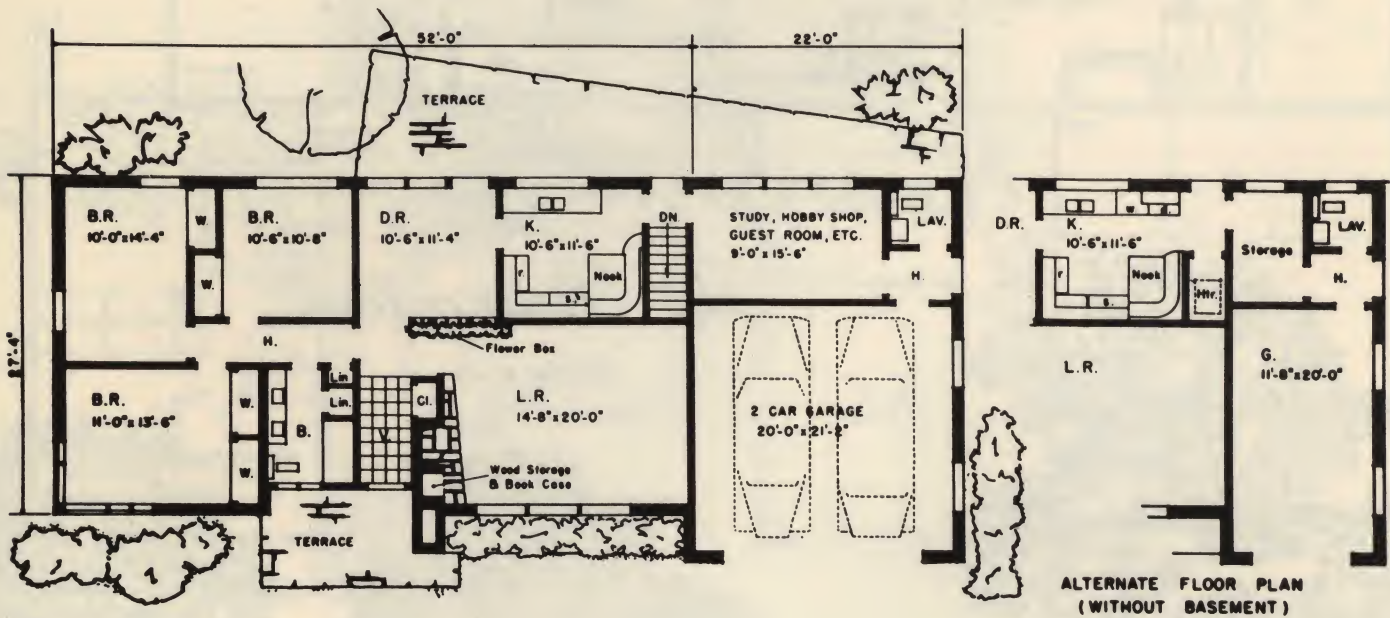 52'-0" 22'-0"
TERRACE
27'-4"
B.R.
10'-0"x14'-4"
W.
W.
B.R.
10'-6"x10'-8"
D.R.
10'-6"x11'-4"
K.
10'-6"x11'-6"
r.
s.
Nook
DN.
STUDY, HOBBY SHOP,
GUEST ROOM, ETC.
9'-0"x15'-6"
LAV.
H.
H.
Flower Box
B.R.
11'-0"x13'-6"
W.
W.
B.
Lin
Lin.
V.
Cl.
L.R.
14'-8"x20'-0"
Wood Storage
& Book Case
2 CAR GARAGE
20'-0"x21'-2"
TERRACE
D.R.
K.
10'-6"x11'-6"
w.
d.
r.
s.
Nook
Htr.
Storage
LAV.
H.
L.R.
G.
11'-8"x20'-0"
ALTERNATE FLOOR PLAN
(WITHOUT BASEMENT)